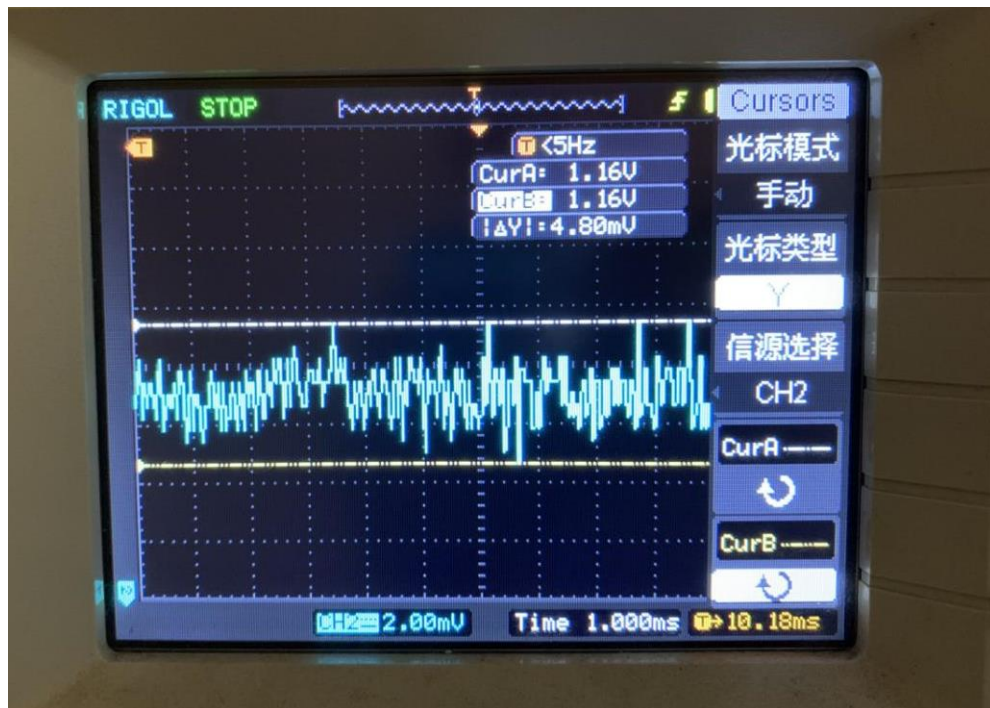 RIGOL STOP T Cursors
T <5Hz
CurA: 1.16V
CurB: 1.16V
|ΔY|:4.80mV
光标模式
手动
光标类型
Y
信源选择
CH2
CurA
CurB
CH2 2.00mV Time 1.000ms T→10.18ms